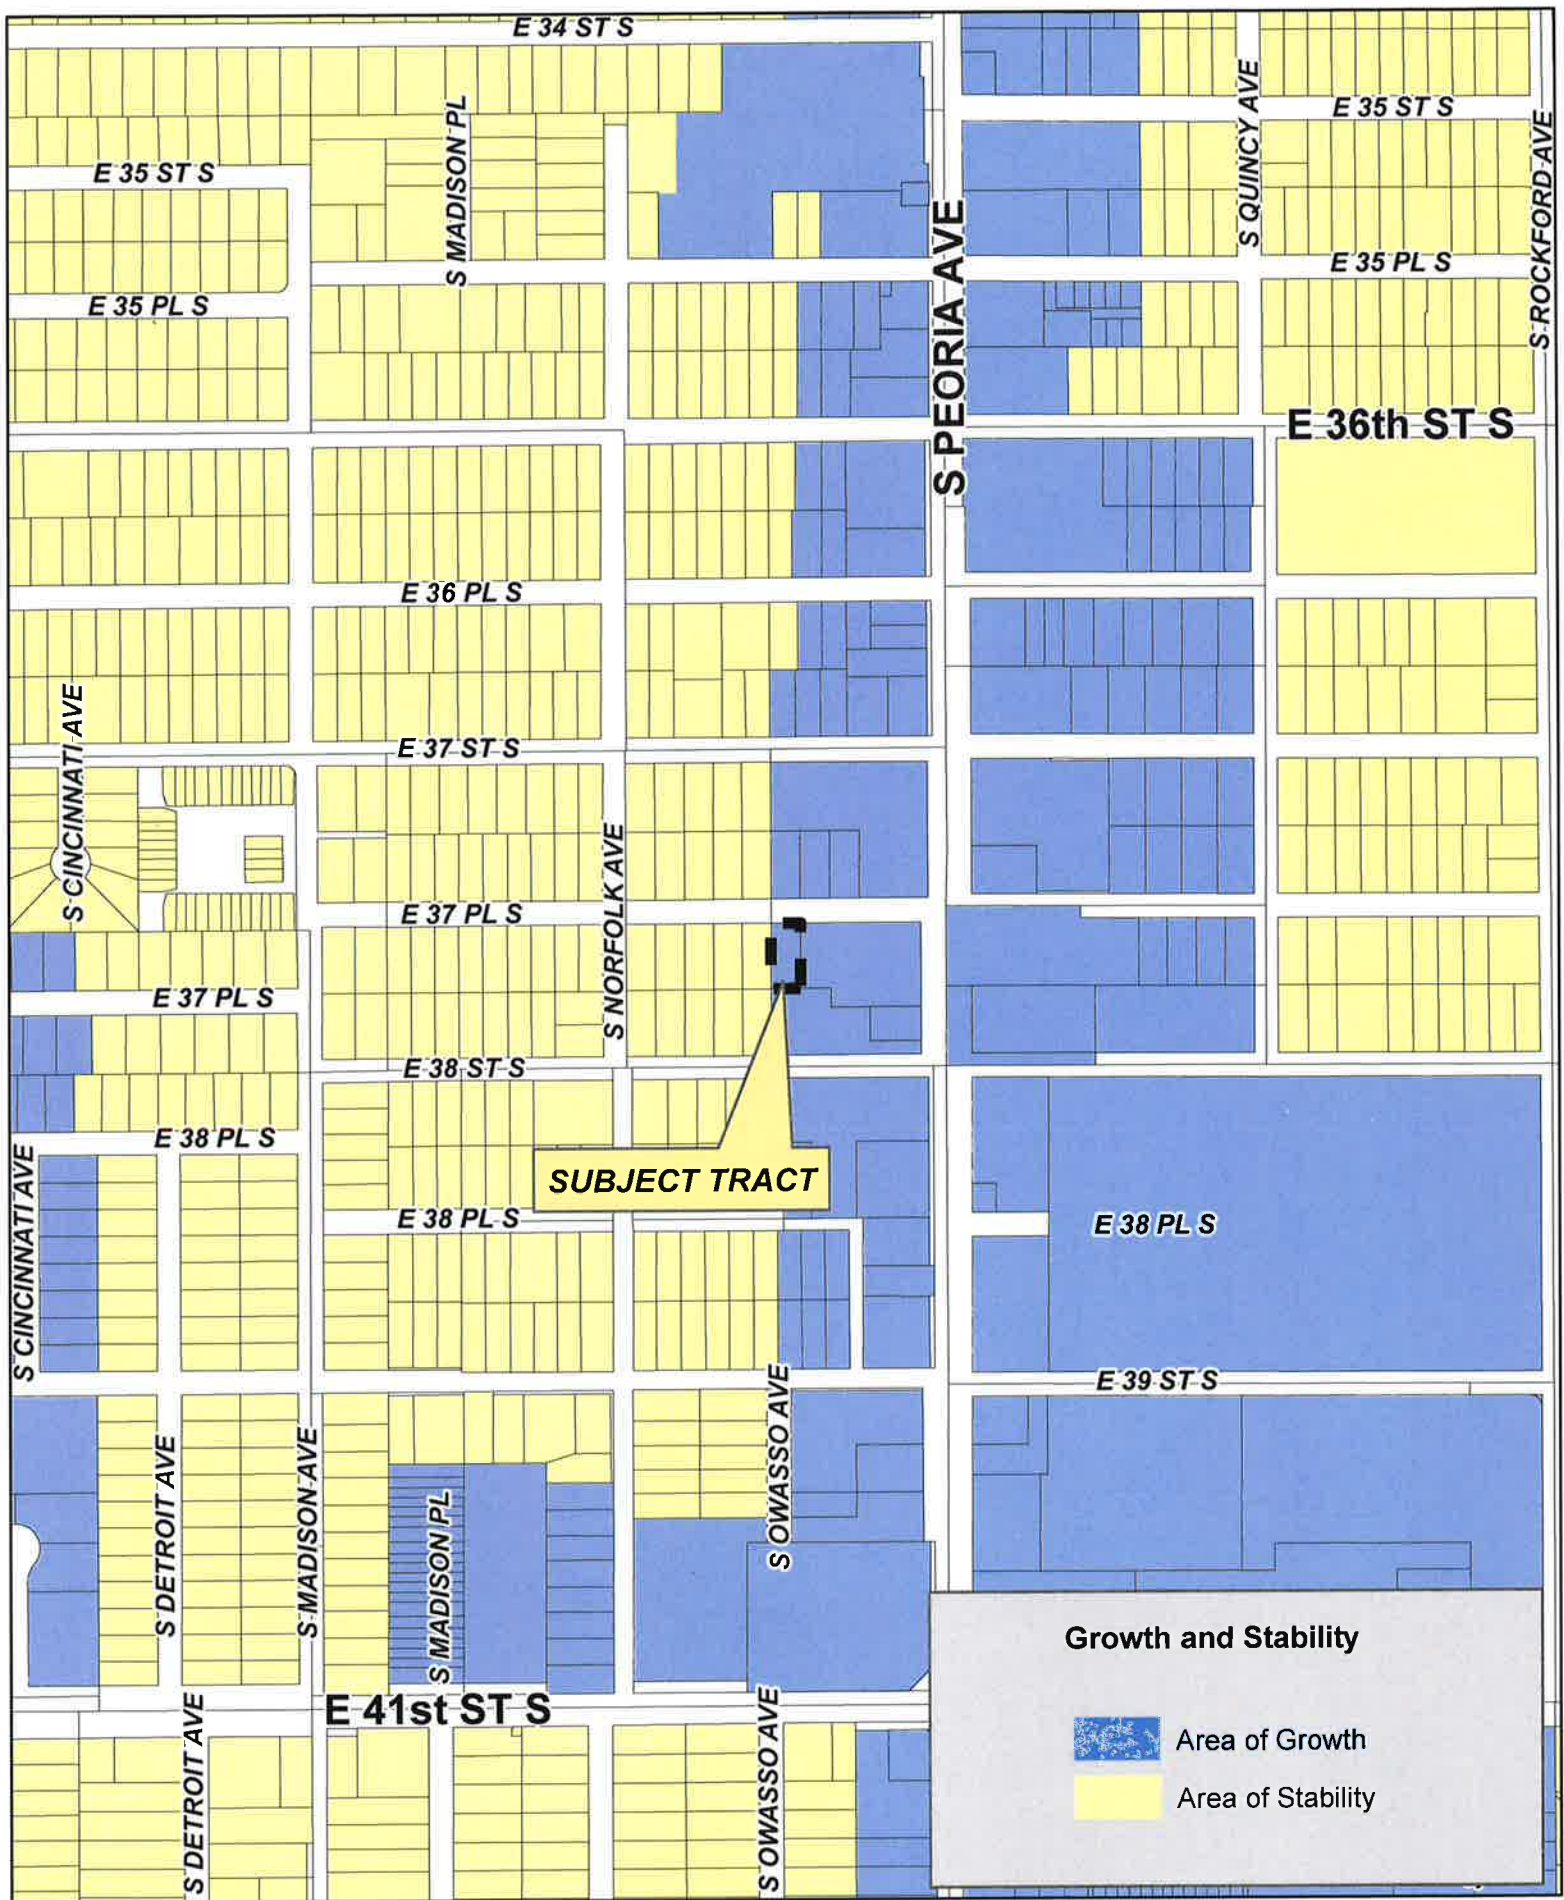 E 34 ST S
E 35 ST S
S QUINCY AVE
S ROCKFORD AVE
S MADISON PL
E 35 ST S
S PEORIA AVE
E 35 PL S
E 35 PL S
E 36th ST S
E 36 PL S
S CINCINNATI AVE
E 37 ST S
S NORFOLK AVE
E 37 PL S
E 37 PL S
E 38 ST S
E 38 PL S
SUBJECT TRACT
S CINCINNATI AVE
E 38 PL S
E 38 PL S
E 39 ST S
S OWASSO AVE
S DETROIT AVE
S MADISON AVE
S MADISON PL
E 41st ST S
S DETROIT AVE
S OWASSO AVE
Growth and Stability
Area of Growth
Area of Stability